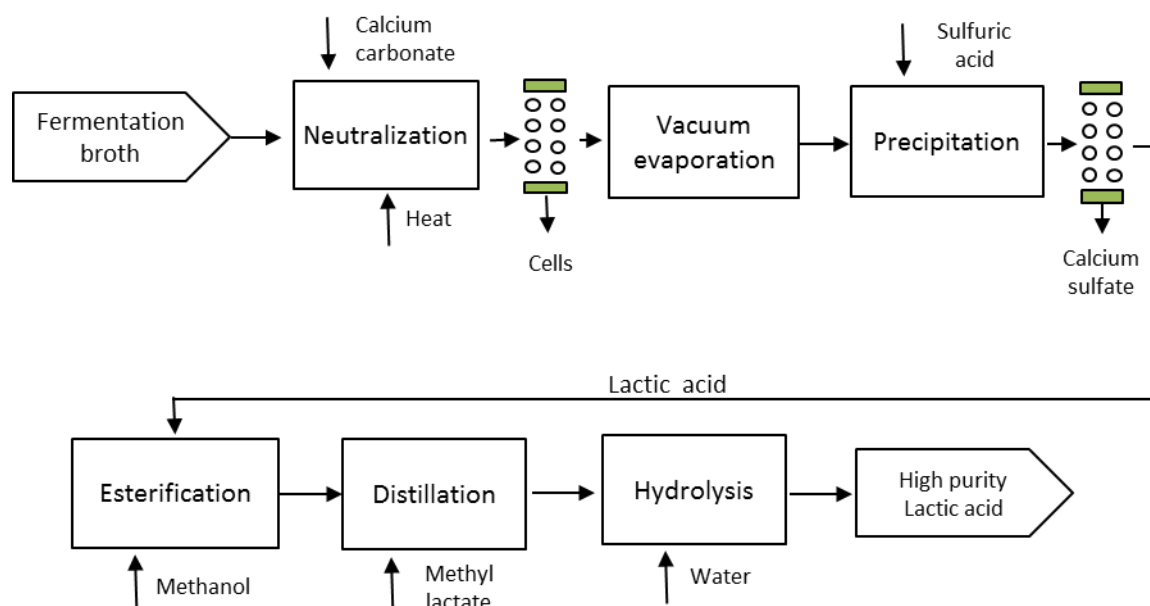 Calcium
carbonate
Sulfuric
acid
Fermentation
broth
Neutralization
Vacuum
evaporation
Precipitation
Heat
Cells
Calcium
sulfate
Lactic acid
Esterification
Distillation
Hydrolysis
High purity
Lactic acid
Methanol
Methyl
lactate
Water